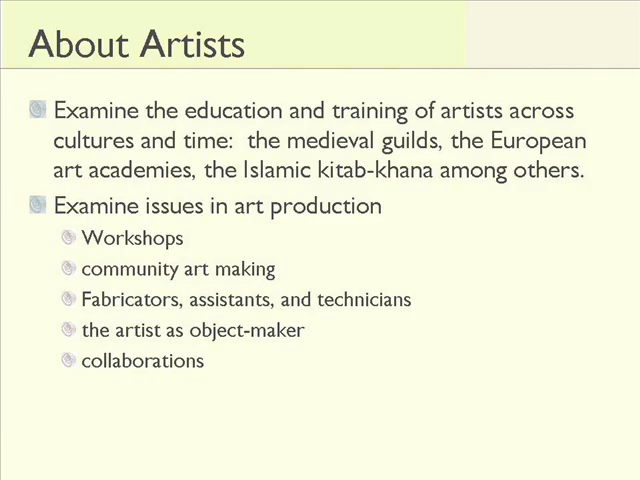 About Artists
Examine the education and training of artists across
cultures and time:  the medieval guilds, the European
art academies, the Islamic kitab-khana among others.
Examine issues in art production
Workshops
community art making
Fabricators, assistants, and technicians
the artist as object-maker
collaborations